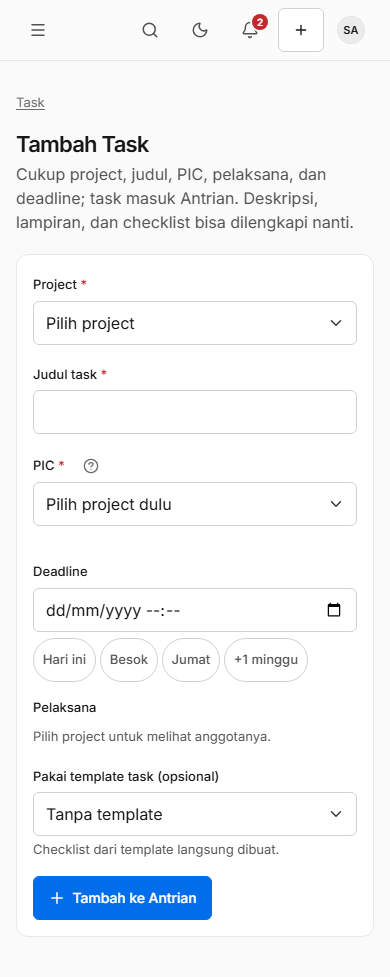 2
SA
Task
Tambah Task
Cukup project, judul, PIC, pelaksana, dan
deadline; task masuk Antrian. Deskripsi,
lampiran, dan checklist bisa dilengkapi nanti.
Project *
Pilih project
Judul task *
PIC * ?
Pilih project dulu
Deadline
dd/mm/yyyy --:--
Hari ini Besok Jumat +1 minggu
Pelaksana
Pilih project untuk melihat anggotanya.
Pakai template task (opsional)
Tanpa template
Checklist dari template langsung dibuat.
+ Tambah ke Antrian